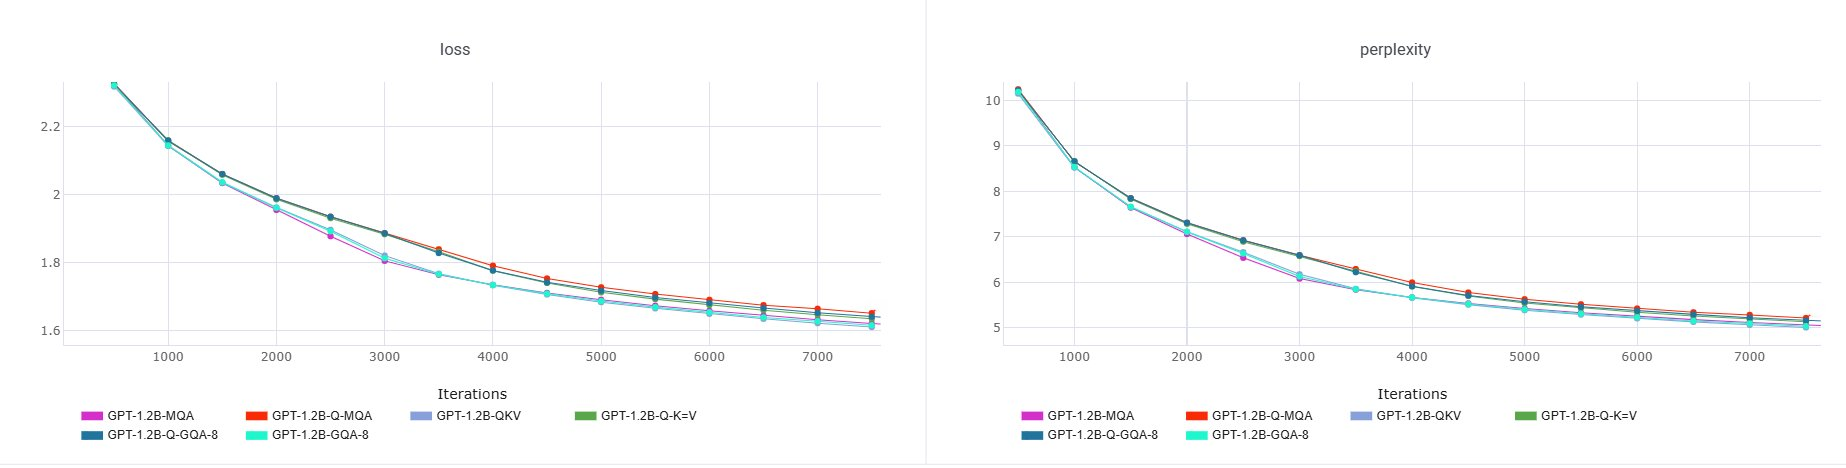 loss
2.2
2
1.8
1.6
1000 2000 3000 4000 5000 6000 7000
Iterations
GPT-1.2B-MQA GPT-1.2B-Q-MQA GPT-1.2B-QKV GPT-1.2B-Q-K=V
GPT-1.2B-Q-GQA-8 GPT-1.2B-GQA-8
perplexity
10
9
8
7
6
5
1000 2000 3000 4000 5000 6000 7000
Iterations
GPT-1.2B-MQA GPT-1.2B-Q-MQA GPT-1.2B-QKV GPT-1.2B-Q-K=V
GPT-1.2B-Q-GQA-8 GPT-1.2B-GQA-8